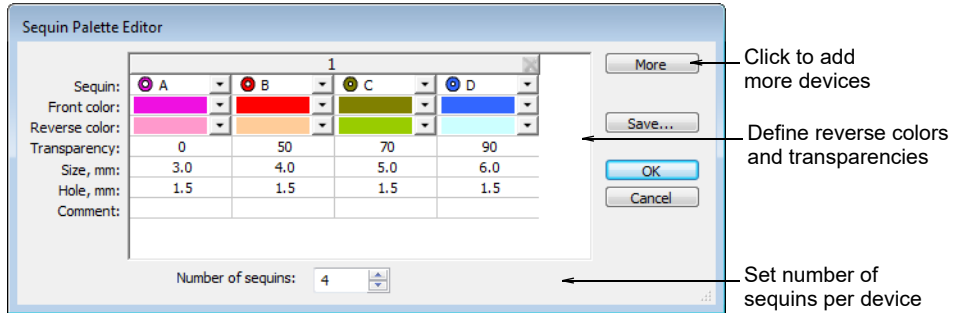 Sequin Palette Editor
1
More
Click to add
more devices
Sequin: A B C D
Front color:
Reverse color:
Save...
Define reverse colors
and transparencies
Transparency: 0 50 70 90
Size, mm: 3.0 4.0 5.0 6.0
OK
Hole, mm: 1.5 1.5 1.5 1.5
Cancel
Comment:
Number of sequins: 4
Set number of
sequins per device